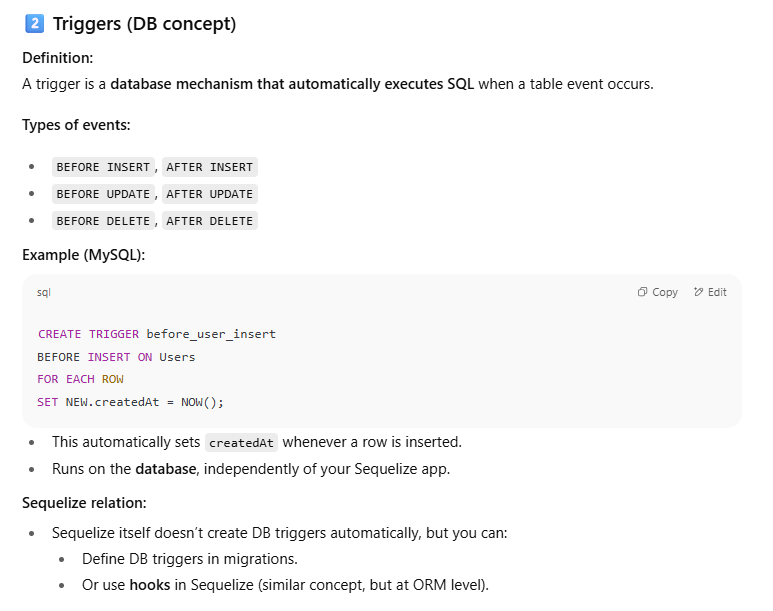 2 Triggers (DB concept)
Definition:
A trigger is a database mechanism that automatically executes SQL when a table event occurs.
Types of events:
• BEFORE INSERT, AFTER INSERT
• BEFORE UPDATE, AFTER UPDATE
• BEFORE DELETE, AFTER DELETE
Example (MySQL):
sql Copy Edit
CREATE TRIGGER before_user_insert
BEFORE INSERT ON Users
FOR EACH ROW
SET NEW.createdAt = NOW();
• This automatically sets createdAt whenever a row is inserted.
• Runs on the database, independently of your Sequelize app.
Sequelize relation:
• Sequelize itself doesn’t create DB triggers automatically, but you can:
• Define DB triggers in migrations.
• Or use hooks in Sequelize (similar concept, but at ORM level).